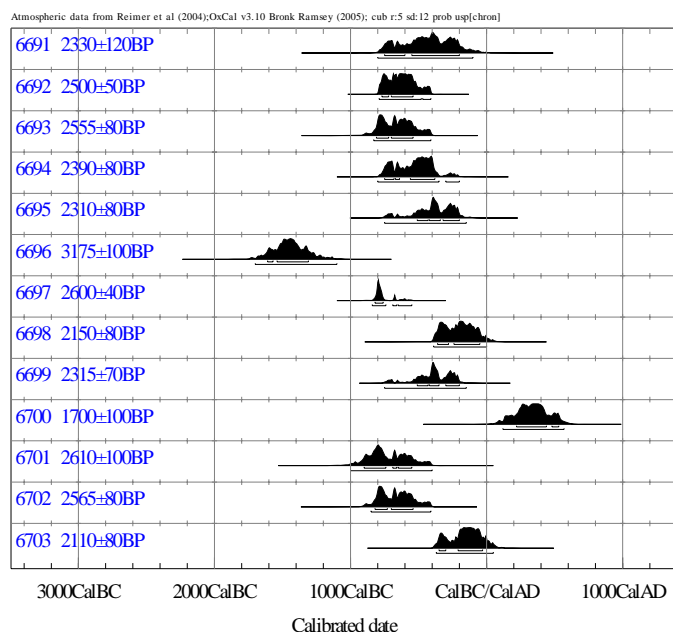 Atmospheric data from Reimer et al (2004);OxCal v3.10 Bronk Ramsey (2005); cub r:5 sd:12 prob usp[chron]
6691 2330±120BP
6692 2500±50BP
6693 2555±80BP
6694 2390±80BP
6695 2310±80BP
6696 3175±100BP
6697 2600±40BP
6698 2150±80BP
6699 2315±70BP
6700 1700±100BP
6701 2610±100BP
6702 2565±80BP
6703 2110±80BP
3000CalBC 2000CalBC 1000CalBC CalBC/CalAD 1000CalAD
Calibrated date